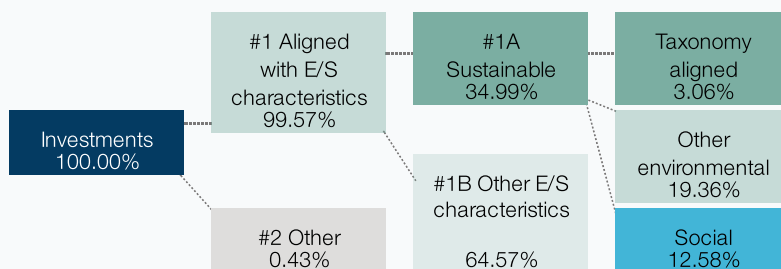 Investments
100.00%
#1 Aligned
with E/S
characteristics
99.57%
#2 Other
0.43%
#1A
Sustainable
34.99%
#1B Other E/S
characteristics
64.57%
Taxonomy
aligned
3.06%
Other
environmental
19.36%
Social
12.58%